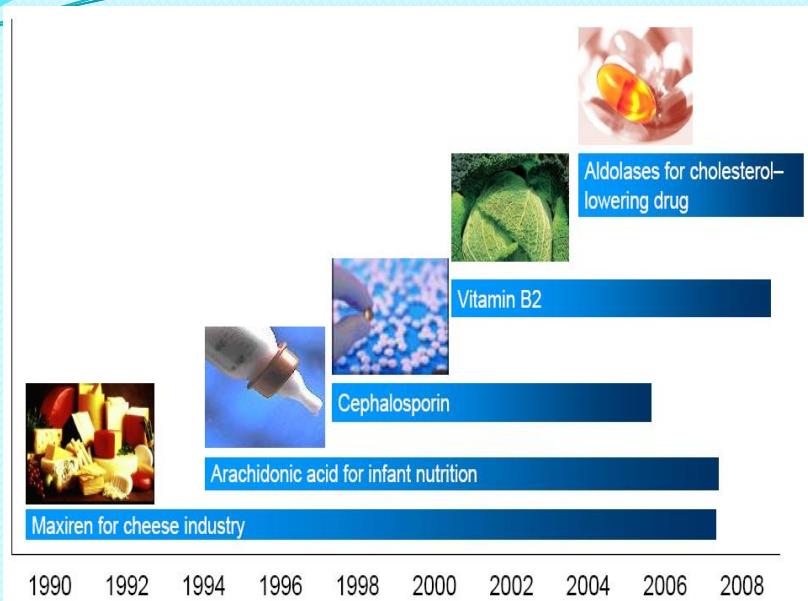 Aldolases for cholesterol–
lowering drug
Vitamin B2
Cephalosporin
Arachidonic acid for infant nutrition
Maxiren for cheese industry
1990 1992 1994 1996 1998 2000 2002 2004 2006 2008